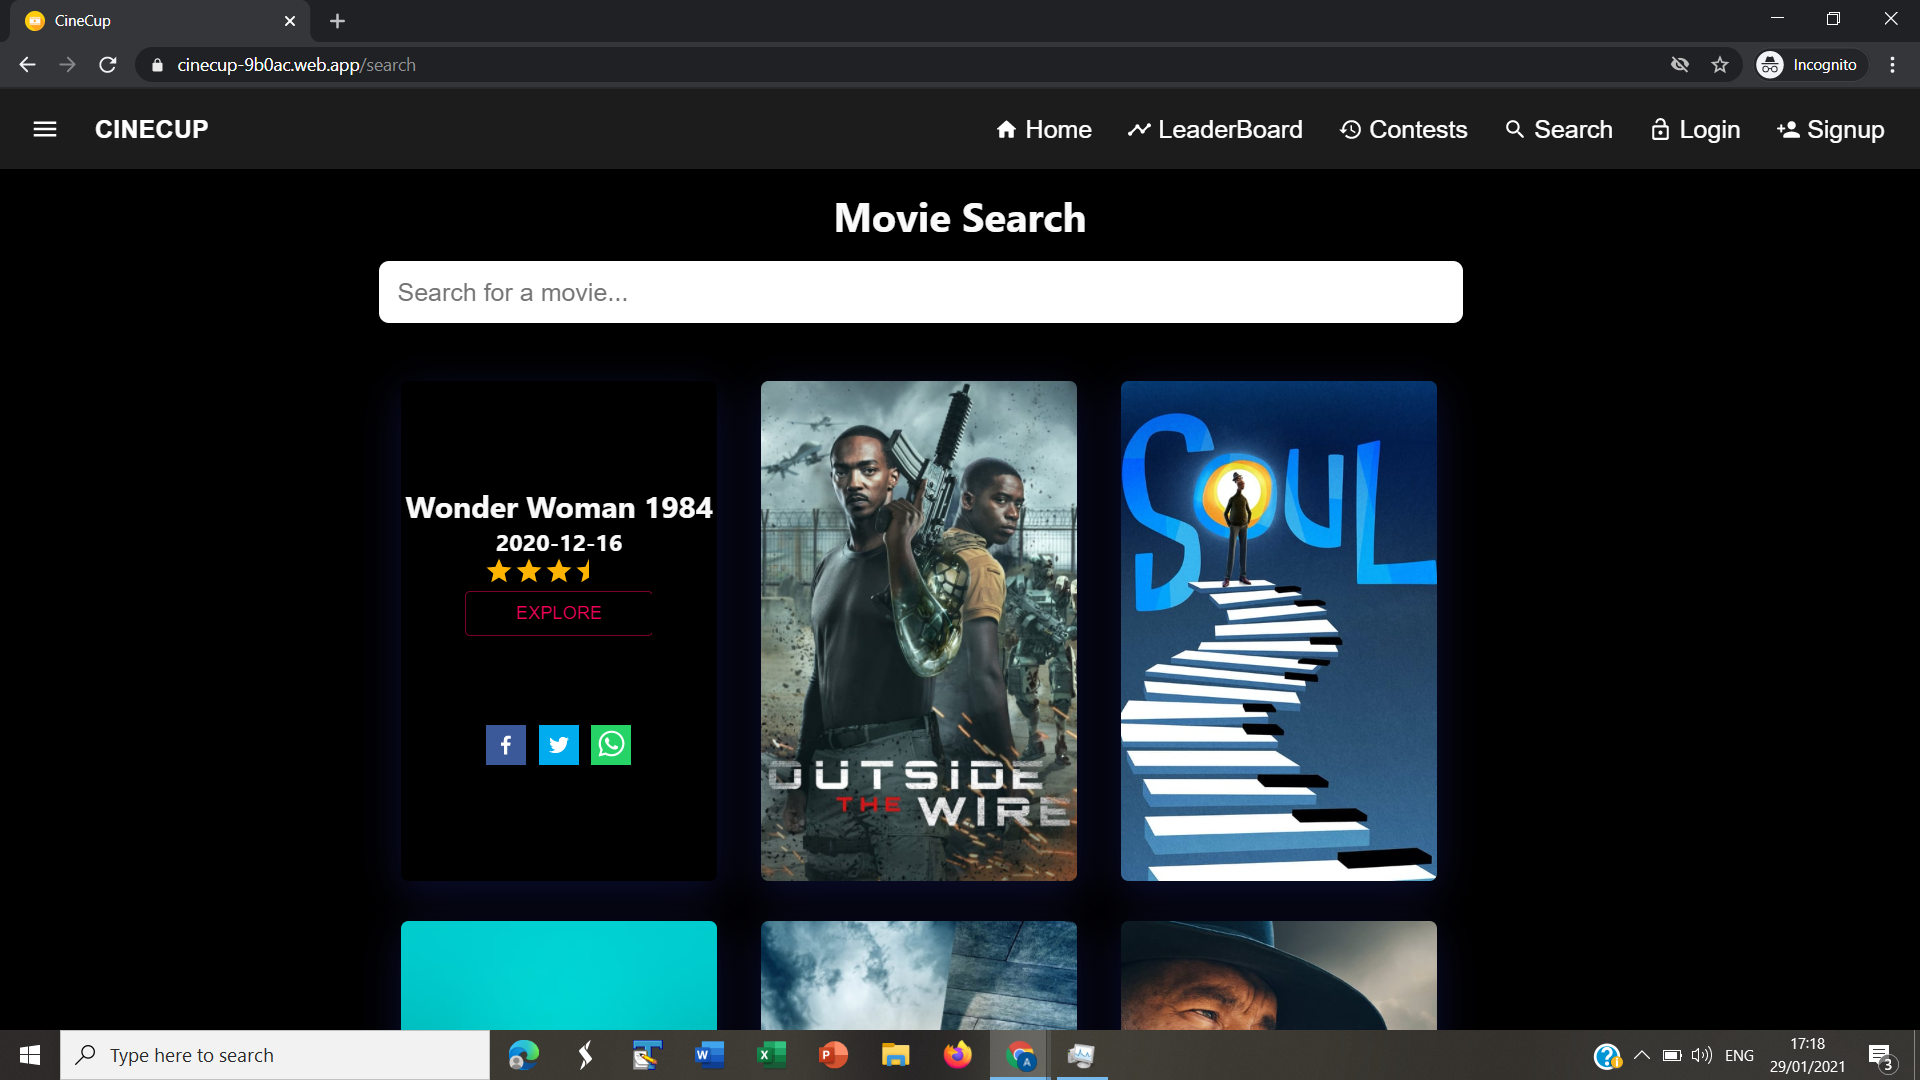 CineCup
cinecup-9b0ac.web.app/search
Incognito
CINECUP
Home
LeaderBoard
Contests
Search
Login
Signup
Movie Search
Search for a movie...
Wonder Woman 1984
2020-12-16
EXPLORE
OUTSIDE
THE WIRE
SOUL
Type here to search
ENG
17:18
29/01/2021
3